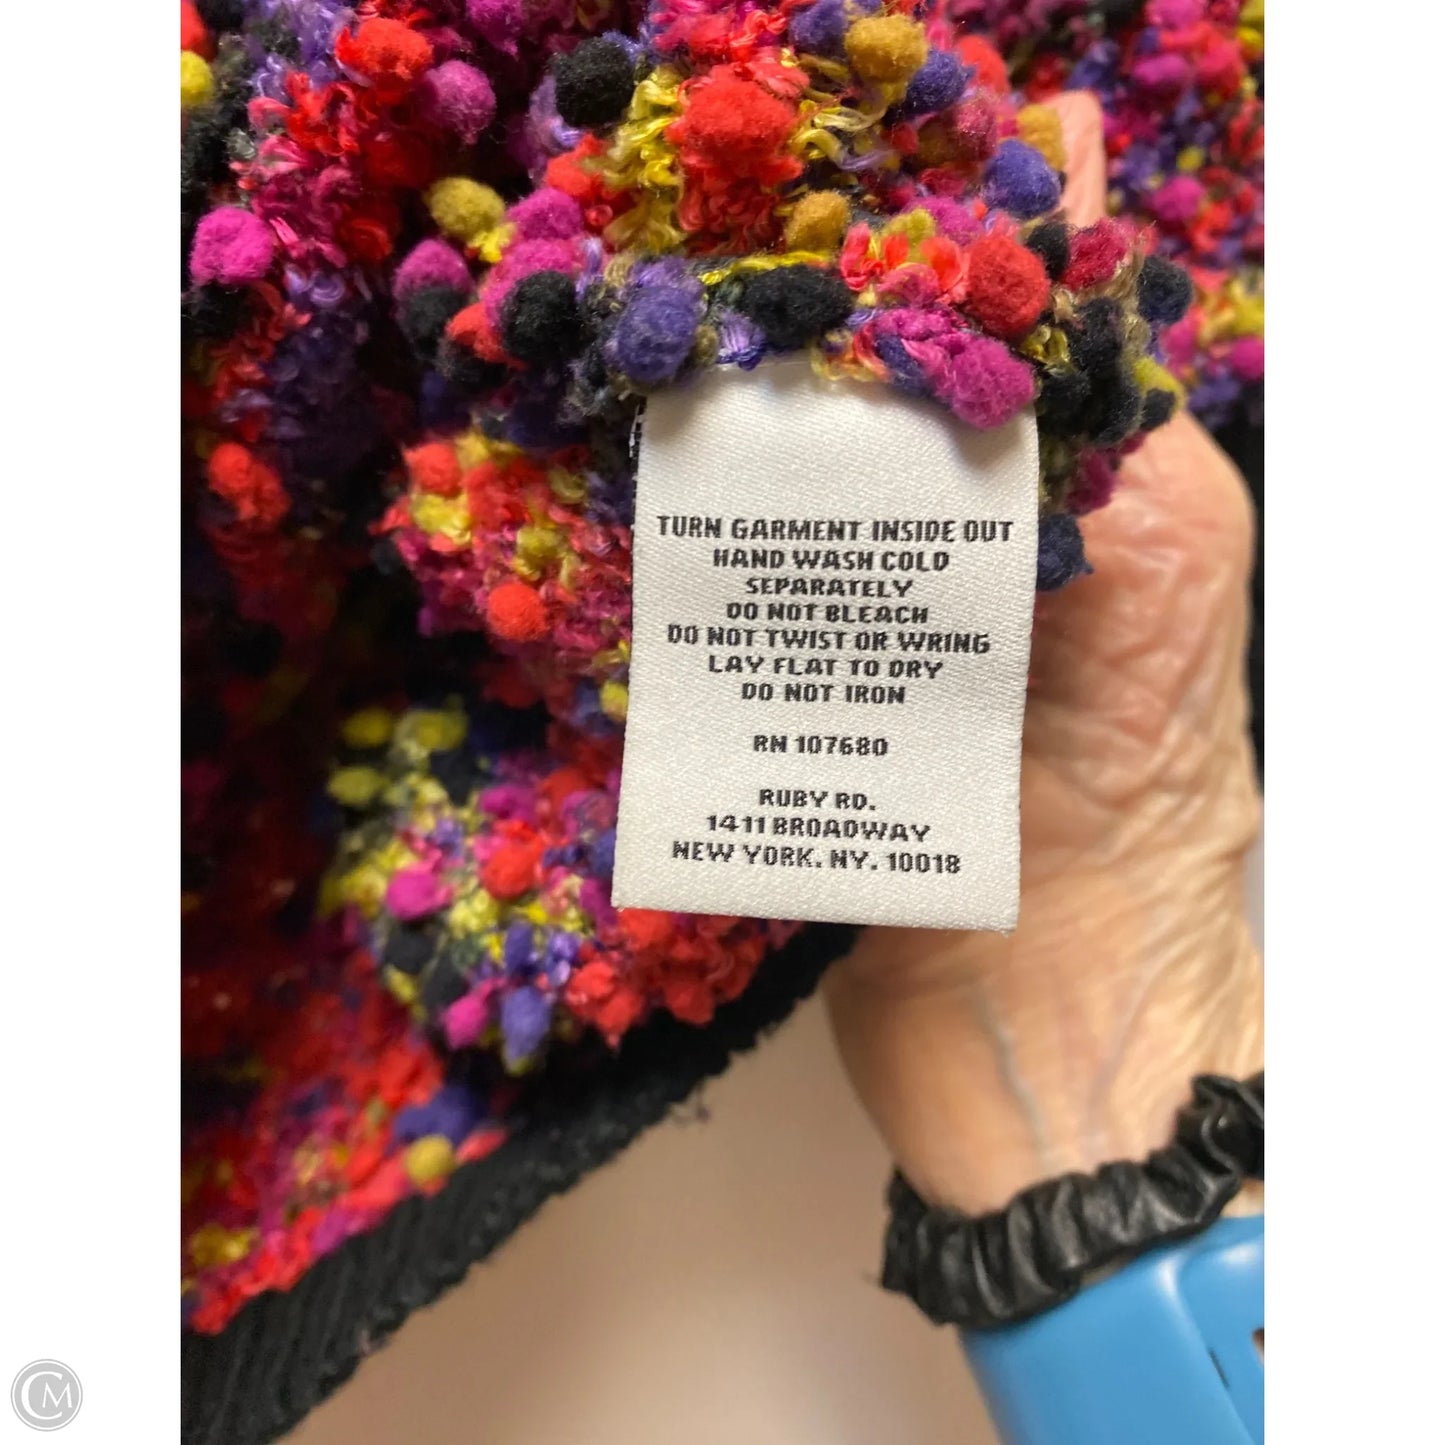 TURN GARMENT INSIDE OUT
HAND WASH COLD
SEPARATELY
DO NOT BLEACH
DO NOT TWIST OR WRING
LAY FLAT TO DRY
DO NOT IRON
RN 107680
RUBY RD.
1411 BROADWAY
NEW YORK. NY. 10018
CM